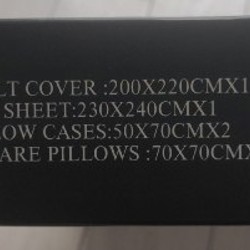 LT COVER :200X220CMX1
SHEET:230X240CMX1
LOW CASES:50X70CMX2
ARE PILLOWS :70X70CMX